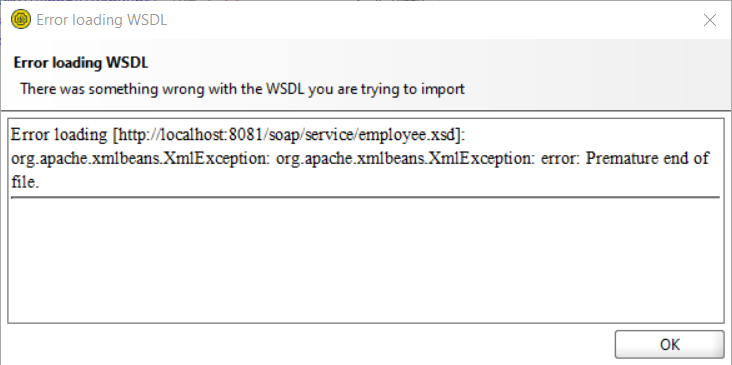 Error loading WSDL
Error loading WSDL
There was something wrong with the WSDL you are trying to import
Error loading [http://localhost:8081/soap/service/employee.xsd]:
org.apache.xmlbeans.XmlException: org.apache.xmlbeans.XmlException: error: Premature end of
file.
OK